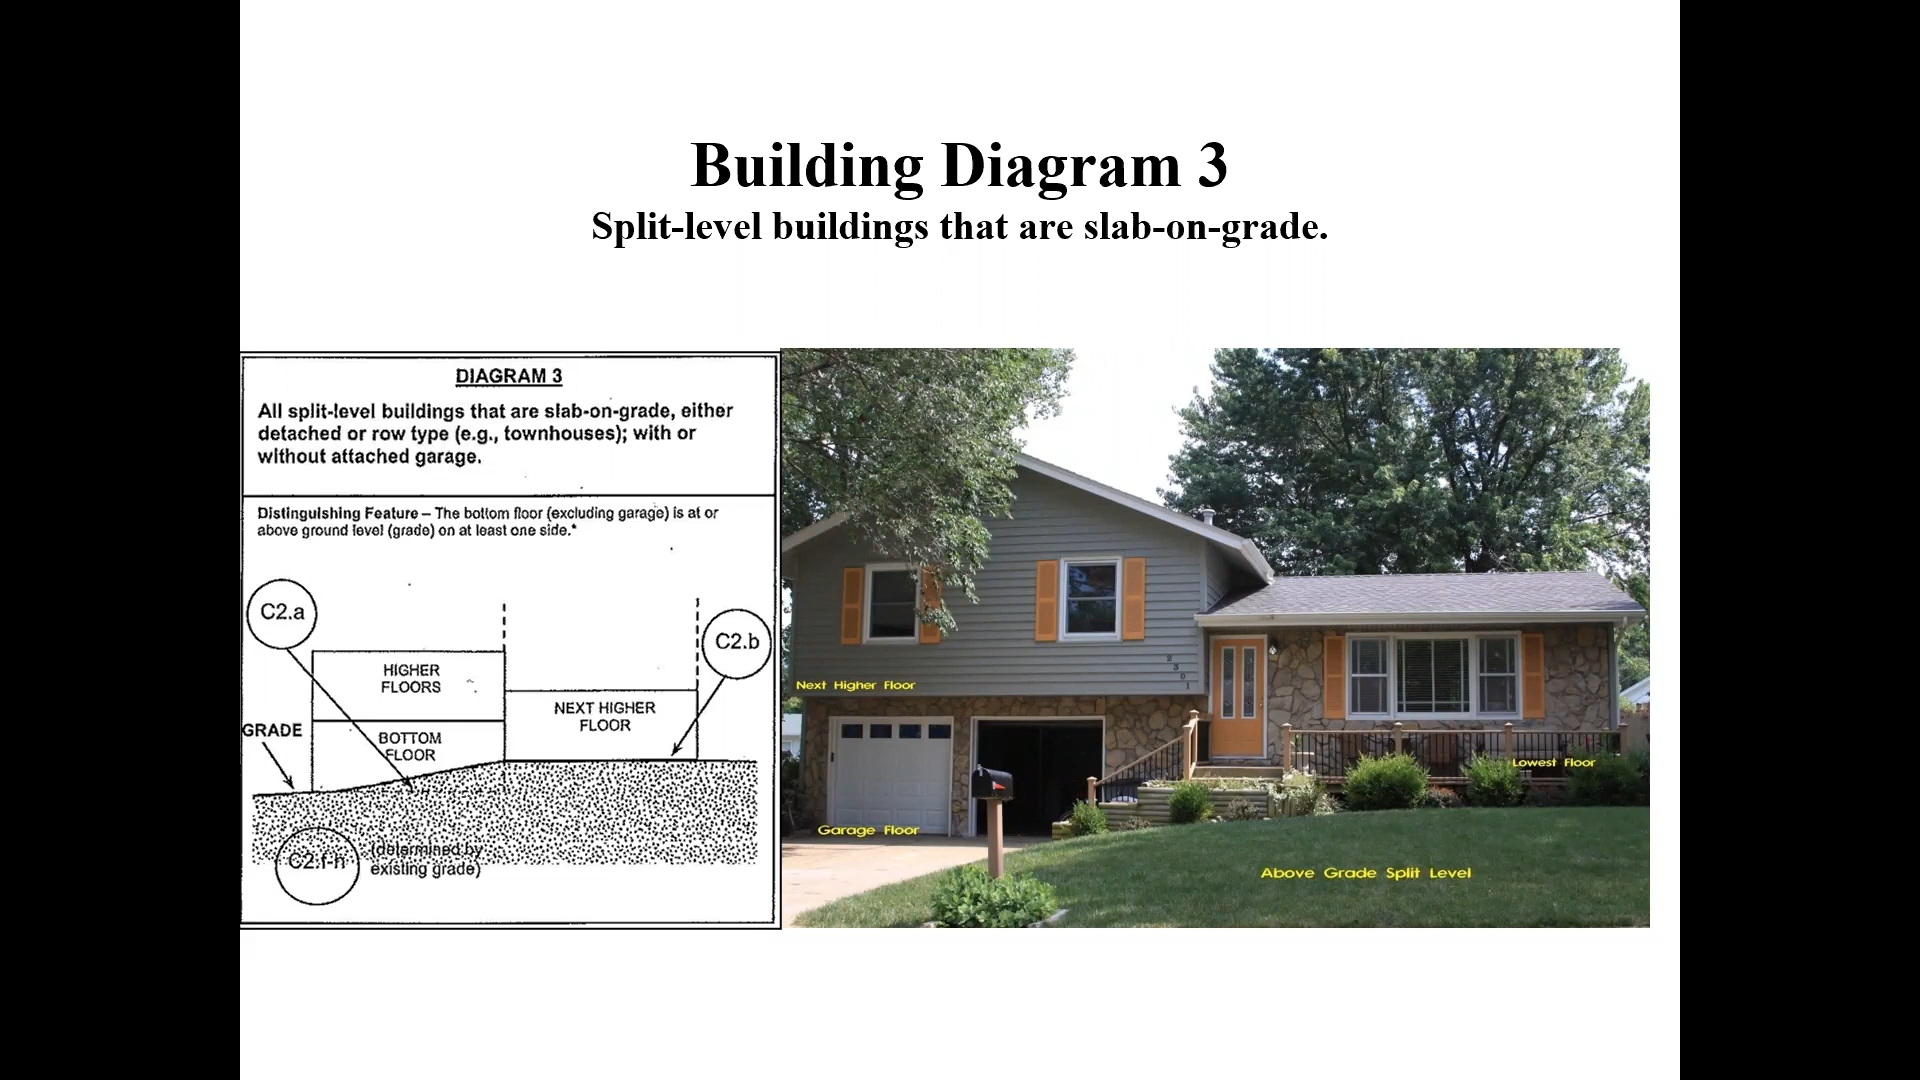 Building Diagram 3
Split-level buildings that are slab-on-grade.
DIAGRAM 3
All split-level buildings that are slab-on-grade, either
detached or row type (e.g., townhouses); with or
without attached garage.
Distinguishing Feature – The bottom floor (excluding garage) is at or
above ground level (grade) on at least one side.*
C2.a
C2.b
HIGHER
FLOORS
NEXT HIGHER
FLOOR
GRADE
BOTTOM
FLOOR
C2.f-h
(determined by
existing grade)
2
3
0
1
Next Higher Floor
Lowest Floor
Garage Floor
Above Grade Split Level